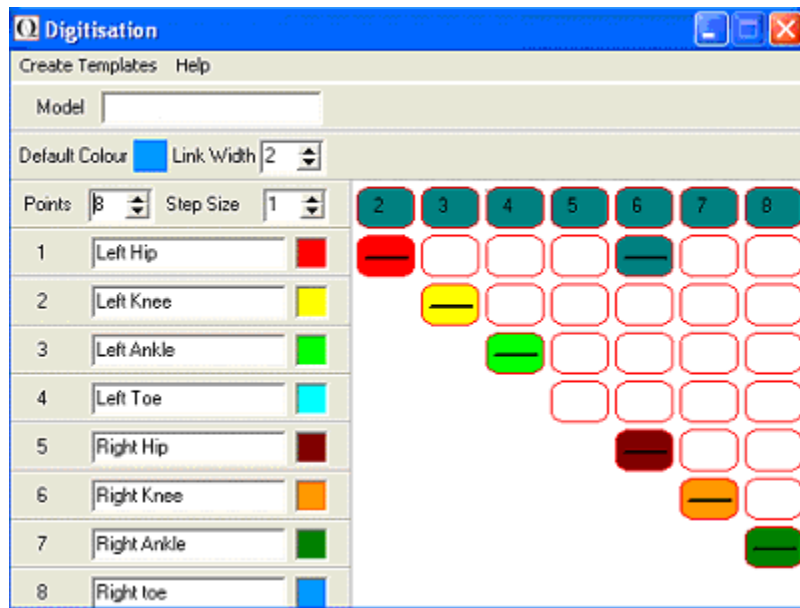 Digitisation
Create Templates Help
Model
Default Colour Link Width 2
Points 8 Step Size 1 2 3 4 5 6 7 8
1 Left Hip
2 Left Knee
3 Left Ankle
4 Left Toe
5 Right Hip
6 Right Knee
7 Right Ankle
8 Right toe